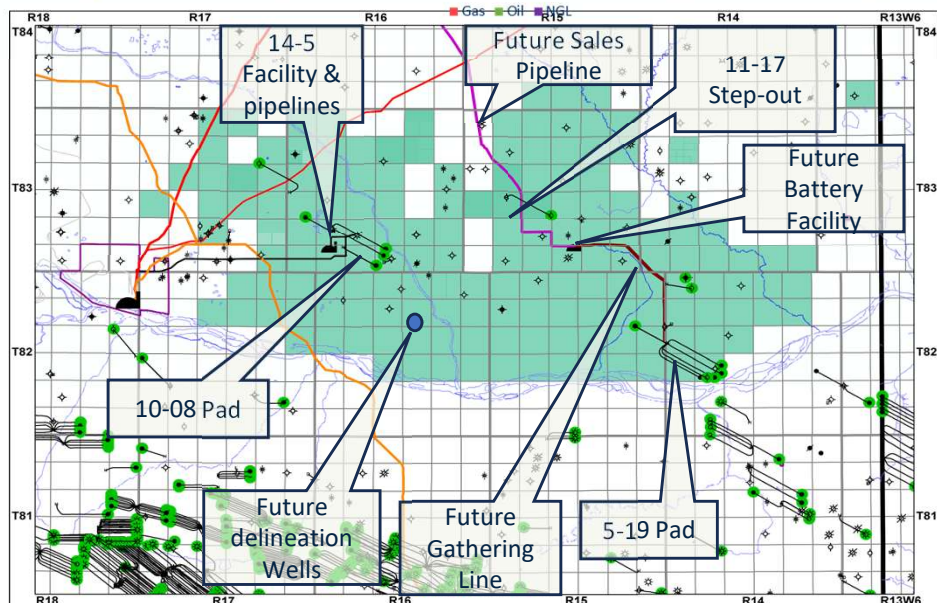 Gas Oil NGL
R18 R17 R16 R15 R14 R13W6
T84 T84
14-5
Facility &
pipelines
Future Sales
Pipeline
11-17
Step-out
Future
Battery
Facility
T83 T83
T82 T82
10-08 Pad
Future
delineation
Wells
Future
Gathering
Line
5-19 Pad
T81 T81
R18 R17 R16 R15 R14 R13W6